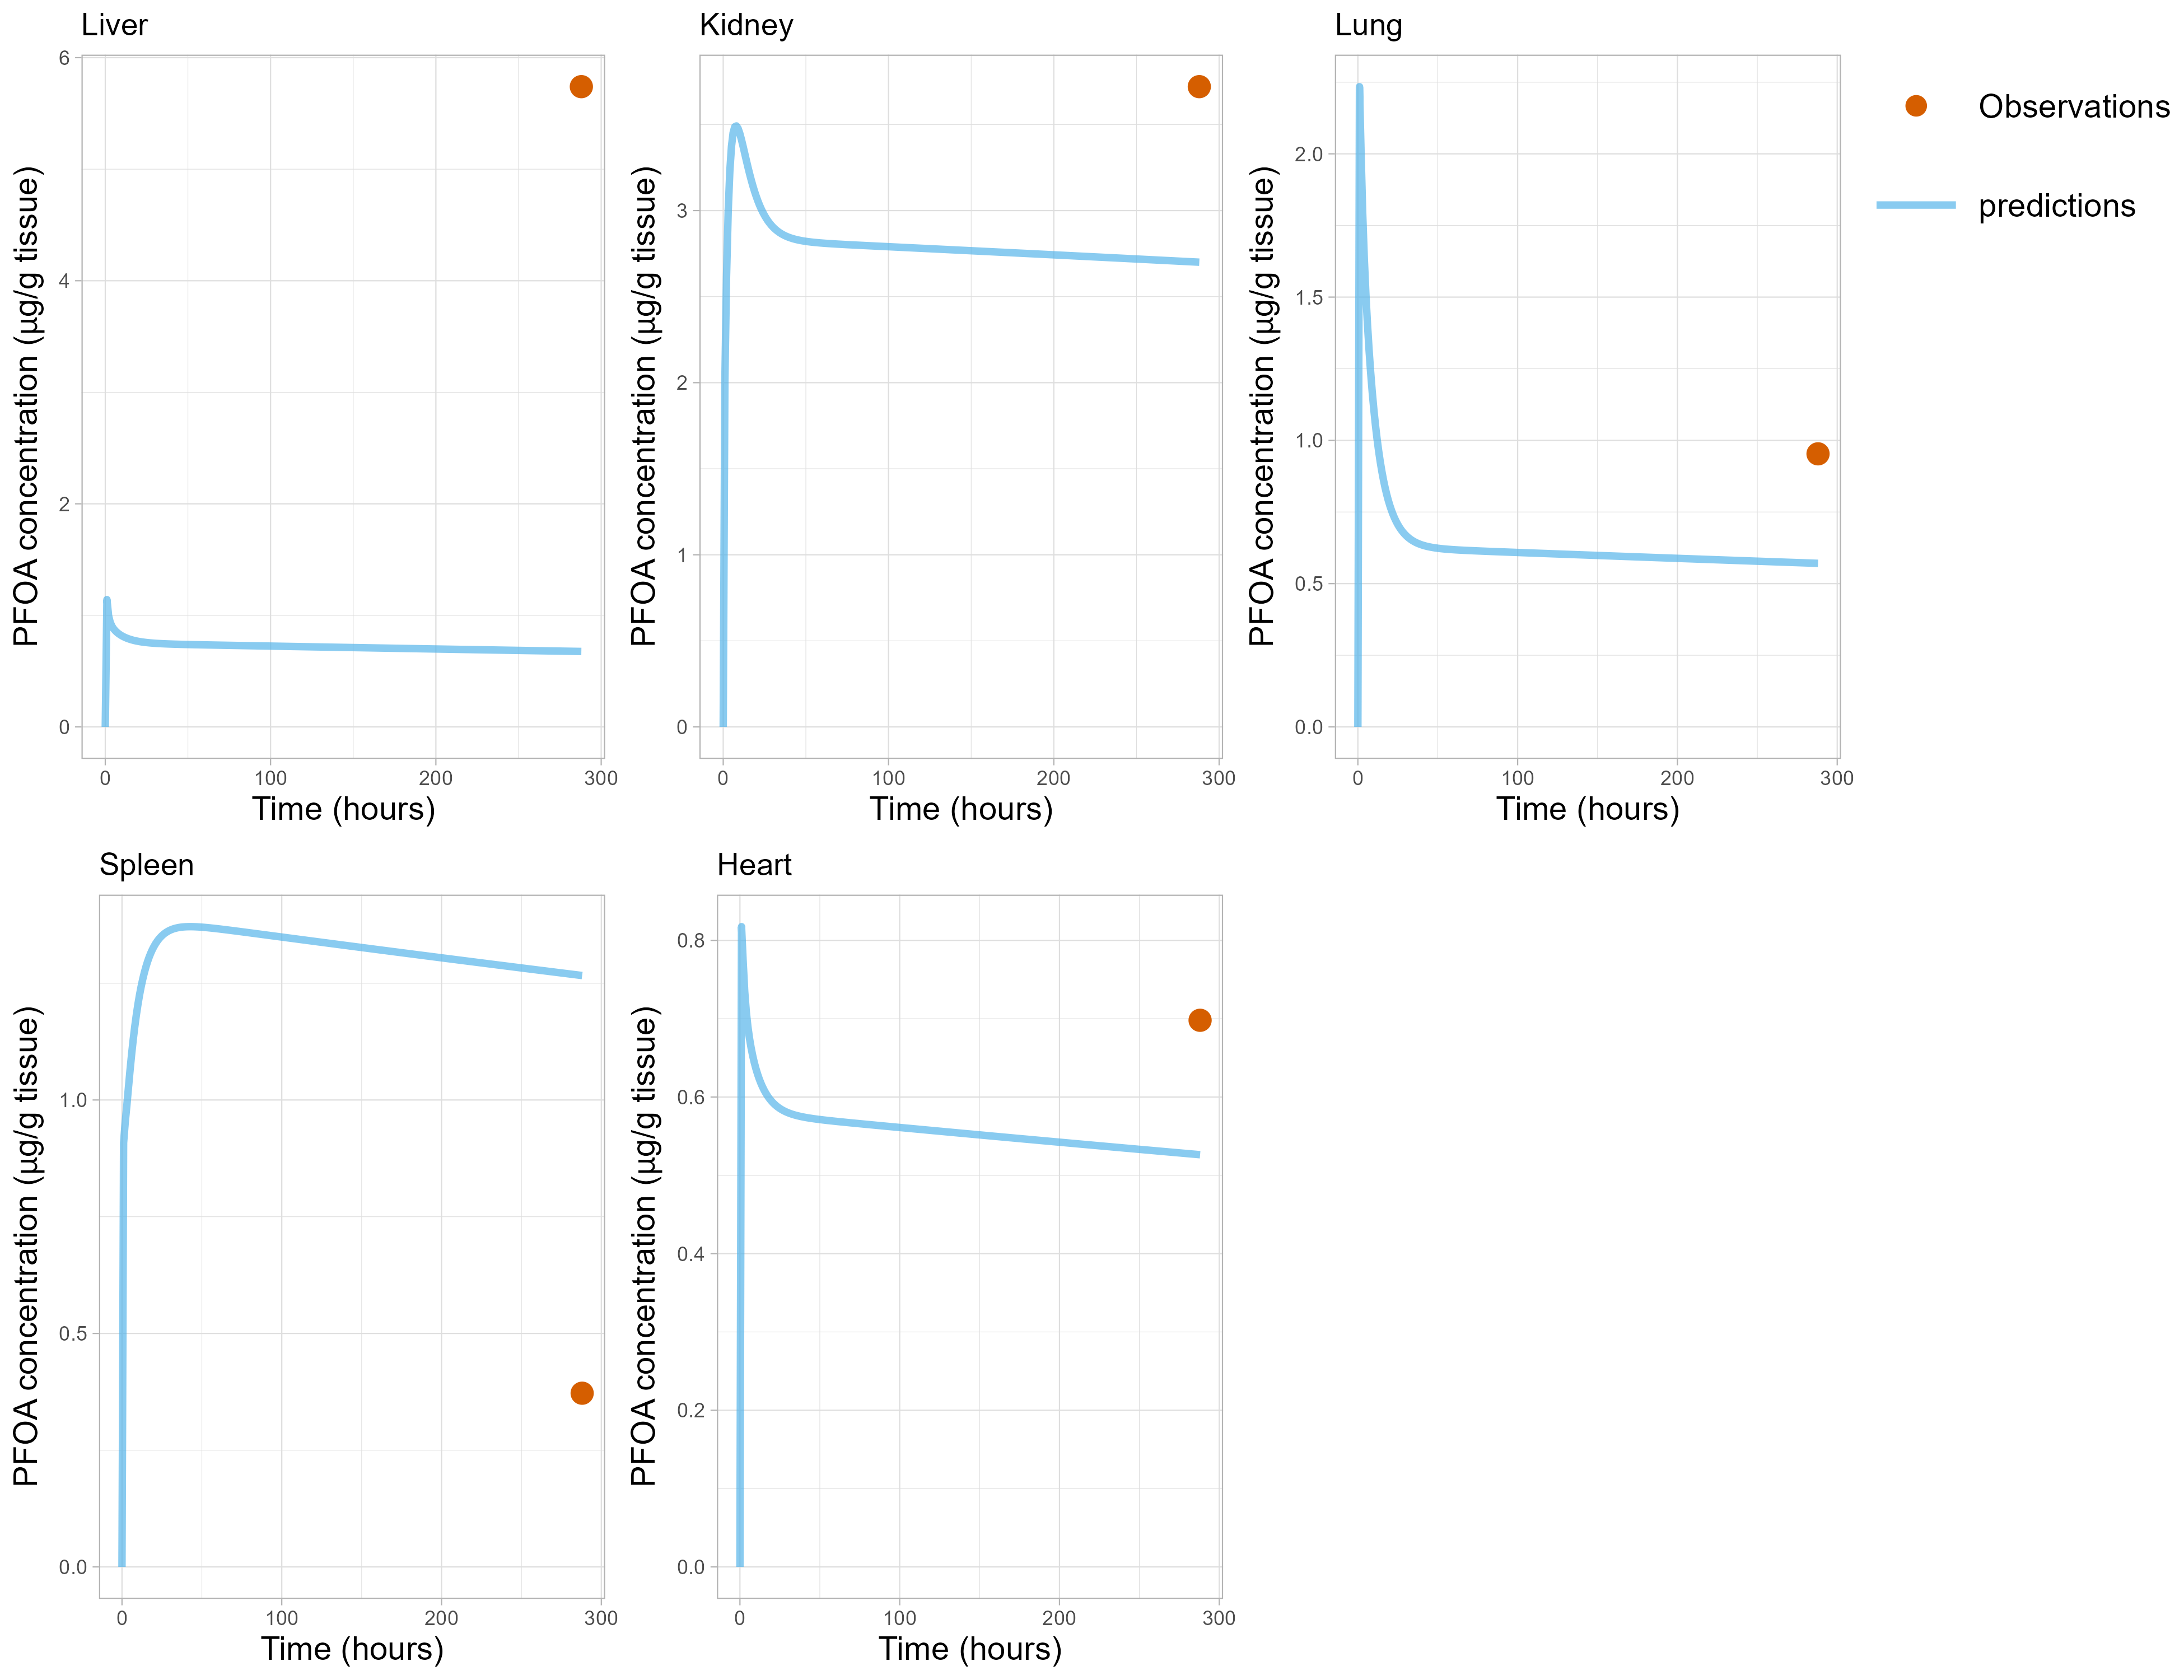 Liver
PFOA concentration (µg/g tissue)
6
4
2
0
0 100 200 300
Time (hours)
Kidney
PFOA concentration (µg/g tissue)
3
2
1
0
0 100 200 300
Time (hours)
Lung
PFOA concentration (µg/g tissue)
2.0
1.5
1.0
0.5
0.0
0 100 200 300
Time (hours)
Observations
predictions
Spleen
PFOA concentration (µg/g tissue)
1.0
0.5
0.0
0 100 200 300
Time (hours)
Heart
PFOA concentration (µg/g tissue)
0.8
0.6
0.4
0.2
0.0
0 100 200 300
Time (hours)